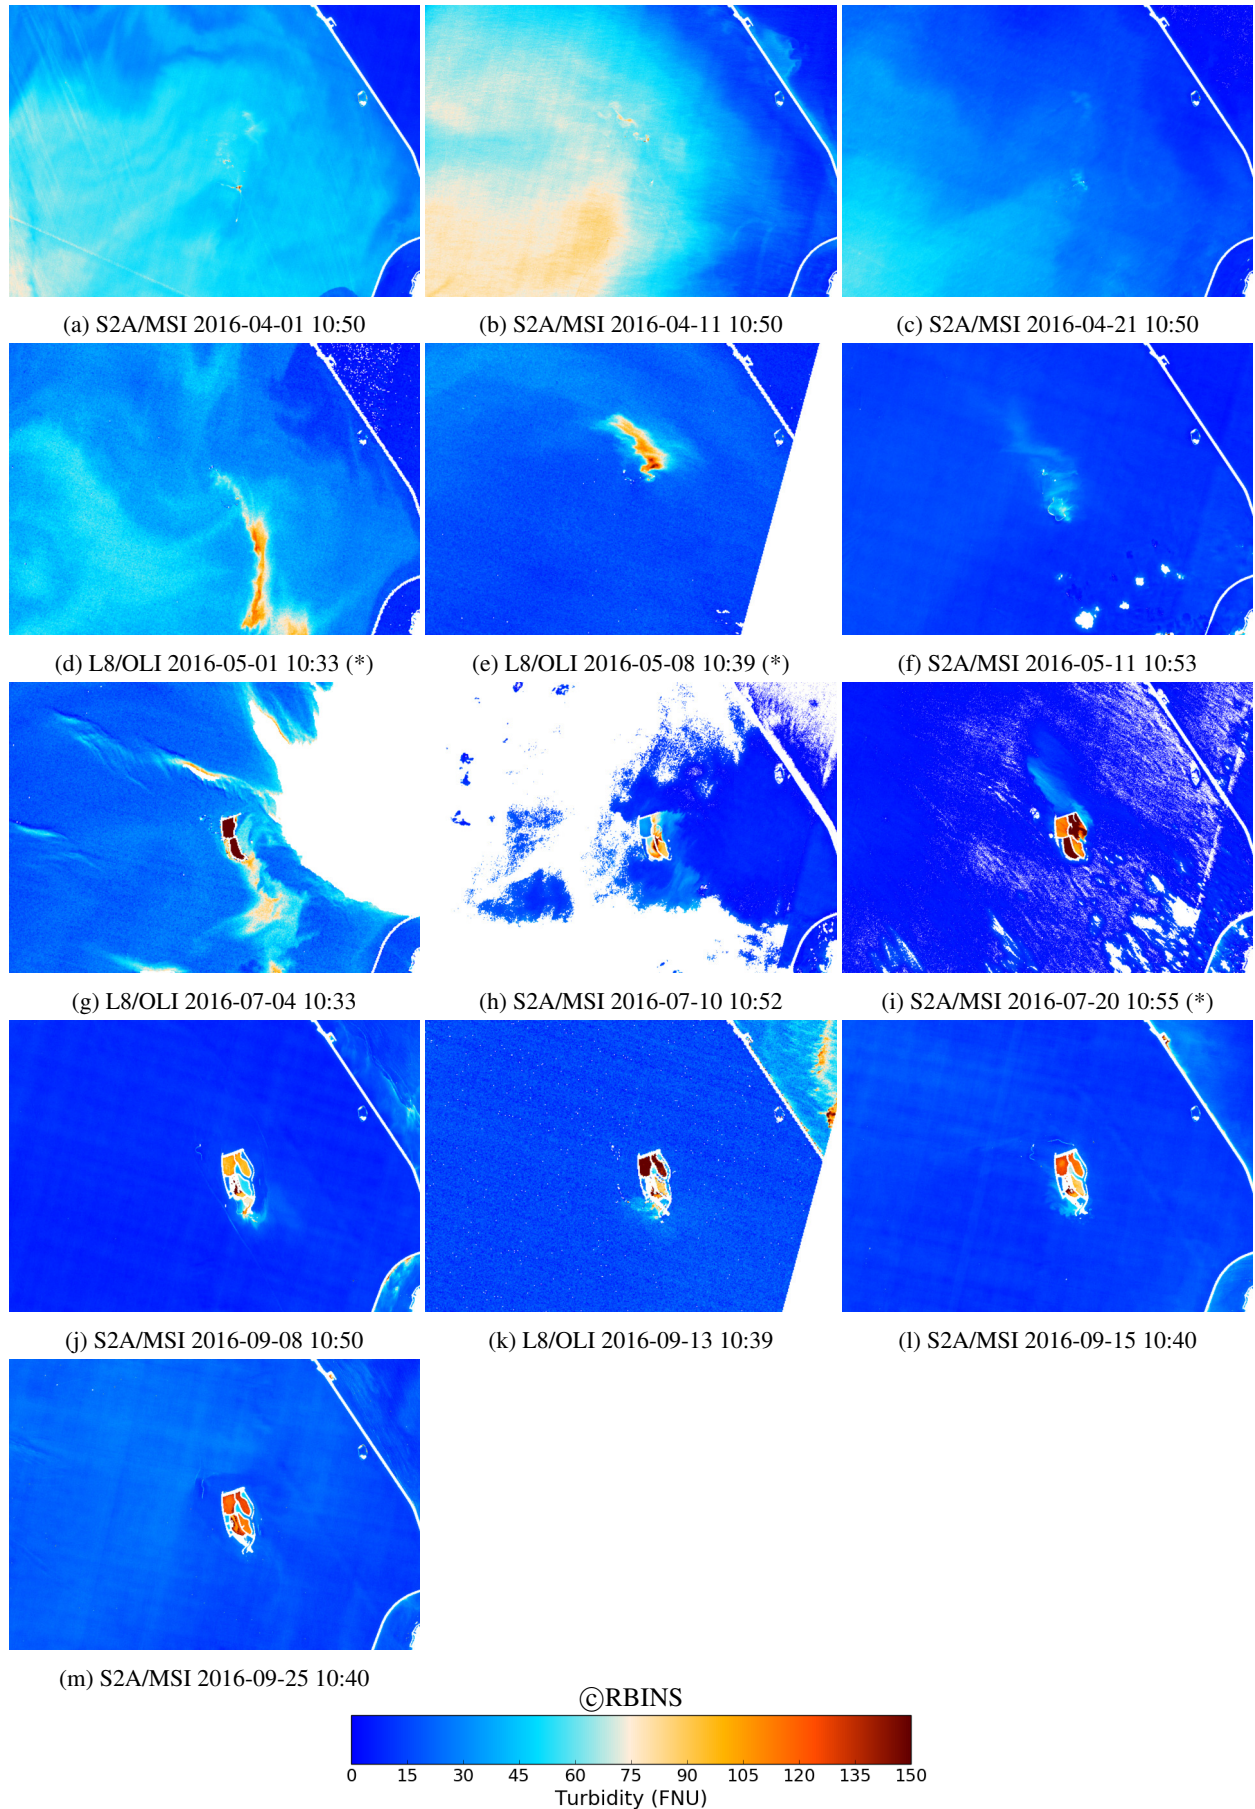 (a) S2A/MSI 2016-04-01 10:50
(b) S2A/MSI 2016-04-11 10:50
(c) S2A/MSI 2016-04-21 10:50
(d) L8/OLI 2016-05-01 10:33 (*)
(e) L8/OLI 2016-05-08 10:39 (*)
(f) S2A/MSI 2016-05-11 10:53
(g) L8/OLI 2016-07-04 10:33
(h) S2A/MSI 2016-07-10 10:52
(i) S2A/MSI 2016-07-20 10:55 (*)
(j) S2A/MSI 2016-09-08 10:50
(k) L8/OLI 2016-09-13 10:39
(l) S2A/MSI 2016-09-15 10:40
(m) S2A/MSI 2016-09-25 10:40
©RBINS
0 15 30 45 60 75 90 105 120 135 150
Turbidity (FNU)